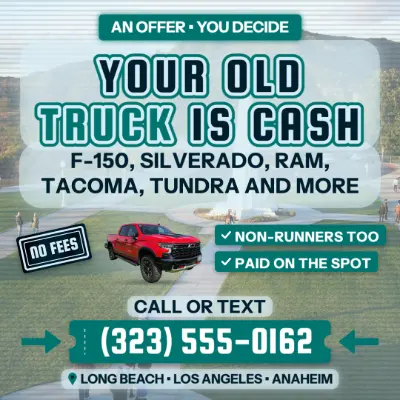 AN OFFER • YOU DECIDE
YOUR OLD
TRUCK IS CASH
F-150, SILVERADO, RAM,
TACOMA, TUNDRA AND MORE
NO FEES
✓ NON-RUNNERS TOO
✓ PAID ON THE SPOT
CALL OR TEXT
(323) 555-0162
LONG BEACH • LOS ANGELES • ANAHEIM